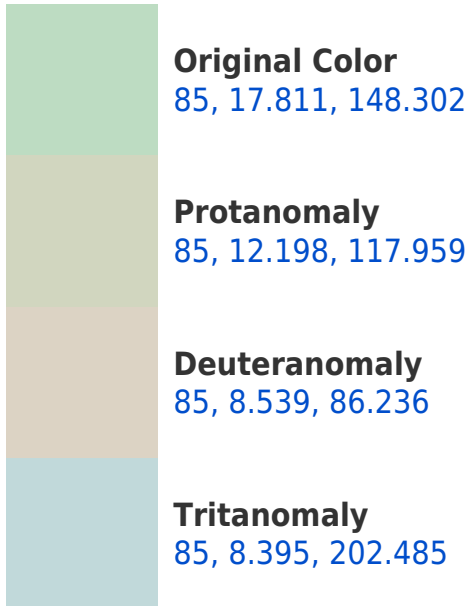 Original Color
85, 17.811, 148.302
Protanomaly
85, 12.198, 117.959
Deuteranomaly
85, 8.539, 86.236
Tritanomaly
85, 8.395, 202.485